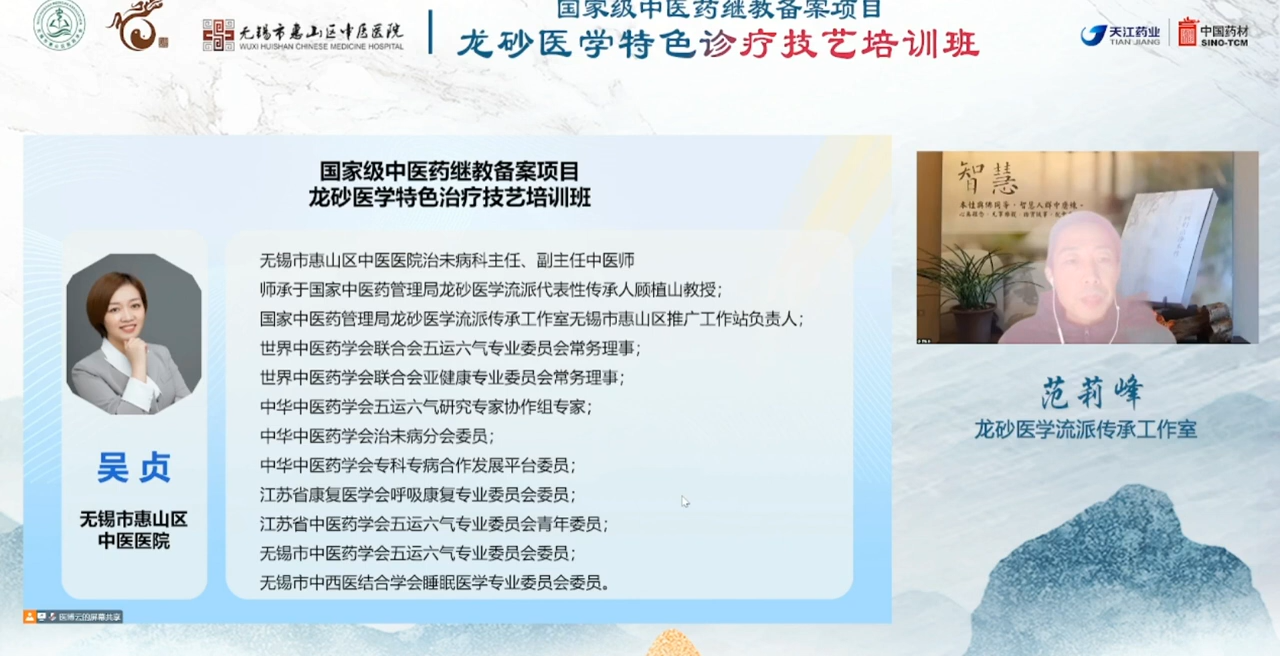 无锡市惠山区中医医院
WUXI HUISHAN CHINESE MEDICINE HOSPITAL
国家级中医药继教备案项目
龙砂医学特色诊疗技艺培训班
天江药业
TIAN JIANG
中国药材
SINO-TCM
国家级中医药继教备案项目
龙砂医学特色治疗技艺培训班
吴贞
无锡市惠山区
中医医院
无锡市惠山区中医医院治未病科主任、副主任中医师
师承于国家中医药管理局龙砂医学流派代表性传承人顾植山教授；
国家中医药管理局龙砂医学流派传承工作室无锡市惠山区推广工作站负责人；
世界中医药学会联合会五运六气专业委员会常务理事；
世界中医药学会联合会亚健康专业委员会常务理事；
中华中医药学会五运六气研究专家协作组专家；
中华中医药学会治未病分会委员；
中华中医药学会专科专病合作发展平台委员；
江苏省康复医学会呼吸康复专业委员会委员；
江苏省中医药学会五运六气专业委员会青年委员；
无锡市中医药学会五运六气专业委员会委员；
无锡市中西医结合学会睡眠医学专业委员会委员。
医博云的屏幕共享
智慧
范莉峰
龙砂医学流派传承工作室